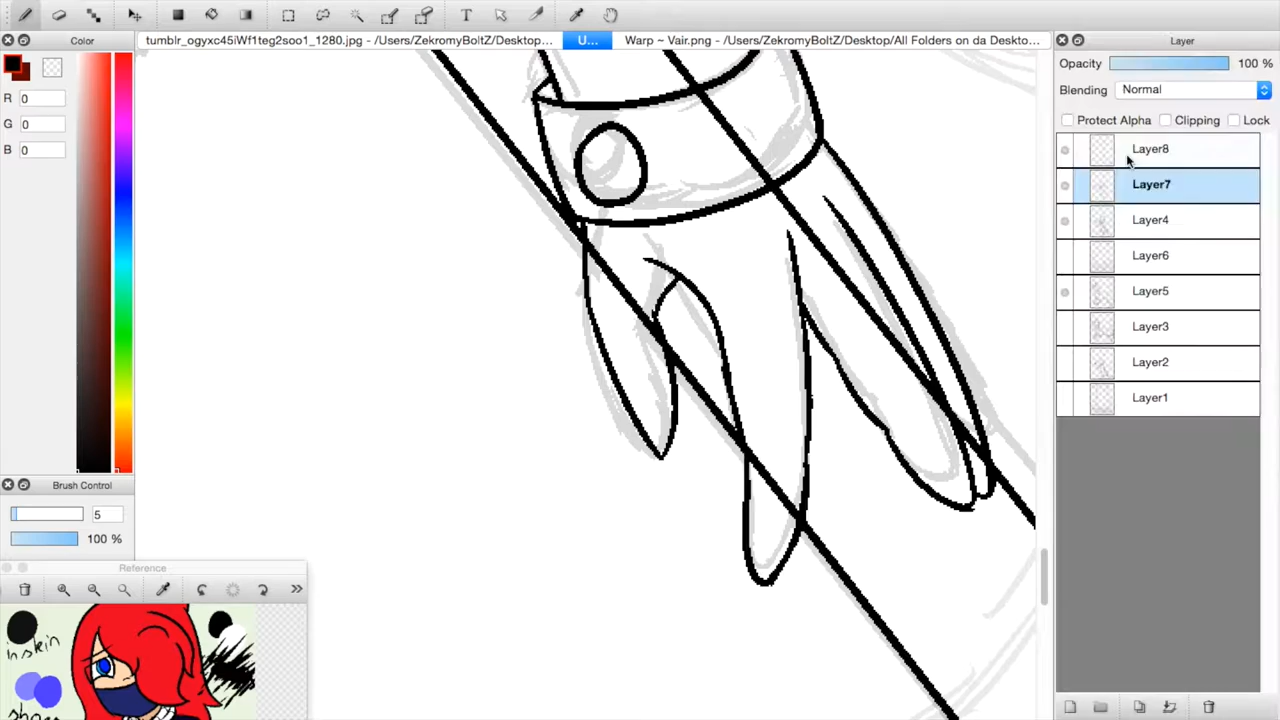 Color
tumblr_ogyxc45iWf1teg2soo1_1280.jpg - /Users/ZekromyBoltZ/Desktop... U... Warp ~ Vair.png - /Users/ZekromyBoltZ/Desktop/All Folders on da Deskto...
Layer
Opacity 100 %
R 0
Blending Normal
G 0
Protect Alpha Clipping Lock
B 0
Layer8
Layer7
Layer4
Layer6
Layer5
Layer3
Layer2
Layer1
Brush Control
5
100 %
Reference
skin